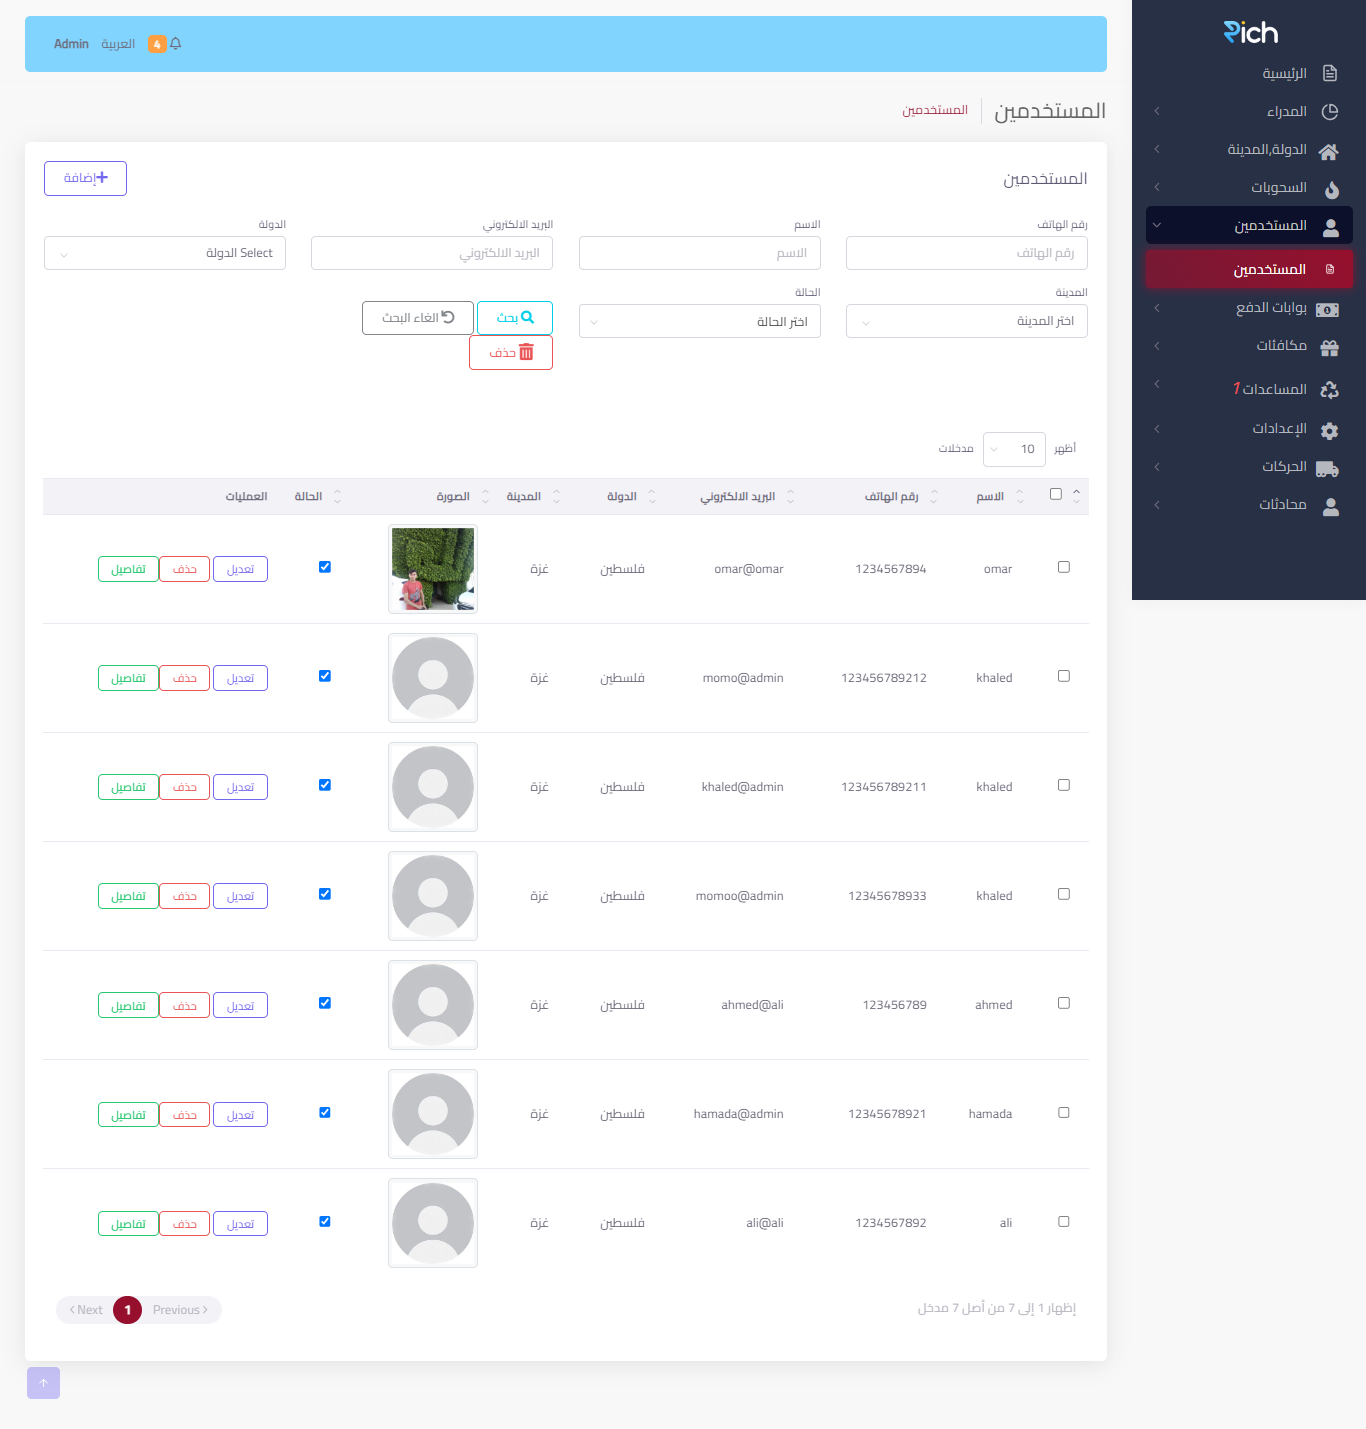 Rich
الرئيسية
المدراء
الدولة,المدينة
السحوبات
المستخدمين
المستخدمين
بوابات الدفع
مكافئات
المساعدات 1
الإعدادات
الحركات
محادثات
4 العربية Admin
المستخدمين المستخدمين
المستخدمين إضافة
رقم الهاتف الاسم البريد الالكتروني الدولة
رقم الهاتف الاسم البريد الالكتروني Select الدولة
المدينة الحالة
اختر المدينة اختر الحالة بحث الغاء البحث
حذف
أظهر 10 مدخلات
الاسم رقم الهاتف البريد الالكتروني الدولة المدينة الصورة الحالة العمليات
omar 1234567894 omar@omar فلسطين غزة تعديل حذف تفاصيل
khaled 123456789212 momo@admin فلسطين غزة تعديل حذف تفاصيل
khaled 123456789211 khaled@admin فلسطين غزة تعديل حذف تفاصيل
khaled 12345678933 momoo@admin فلسطين غزة تعديل حذف تفاصيل
ahmed 123456789 ahmed@ali فلسطين غزة تعديل حذف تفاصيل
hamada 12345678921 hamada@admin فلسطين غزة تعديل حذف تفاصيل
ali 1234567892 ali@ali فلسطين غزة تعديل حذف تفاصيل
إظهار 1 إلى 7 من أصل 7 مدخل Previous 1 Next